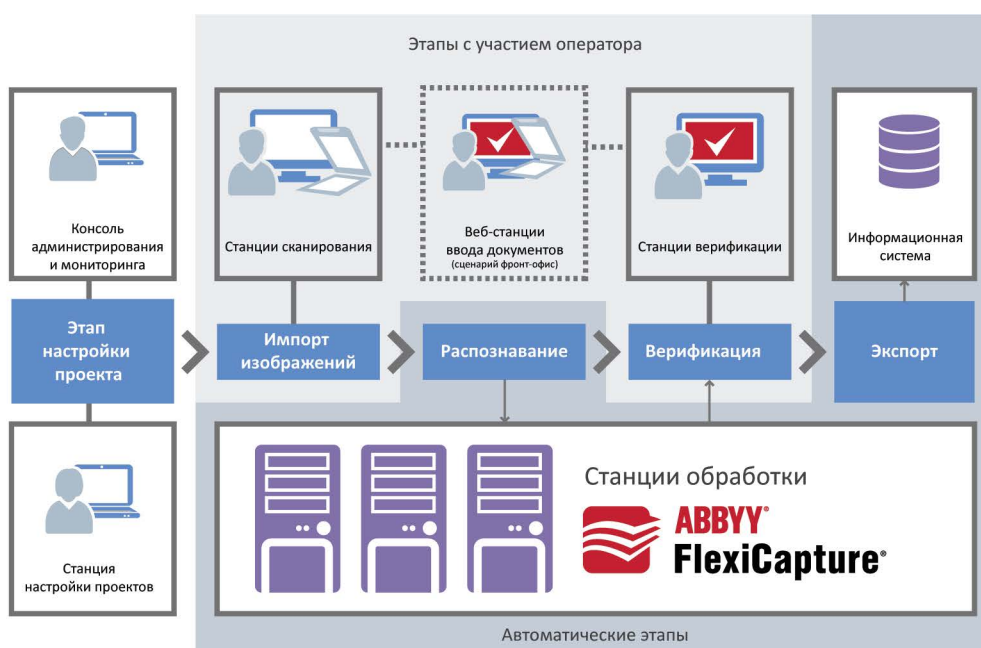 Этапы с участием оператора
Консоль
администрирования
и мониторинга
Станции сканирования
Веб-станции
ввода документов
(сценарий фронт-офис)
Станции верификации
Информационная
система
Этап
настройки
проекта
Импорт
изображений
Распознавание
Верификация
Экспорт
Станция
настройки проектов
Станции обработки
ABBYY®
FlexiCapture®
Автоматические этапы